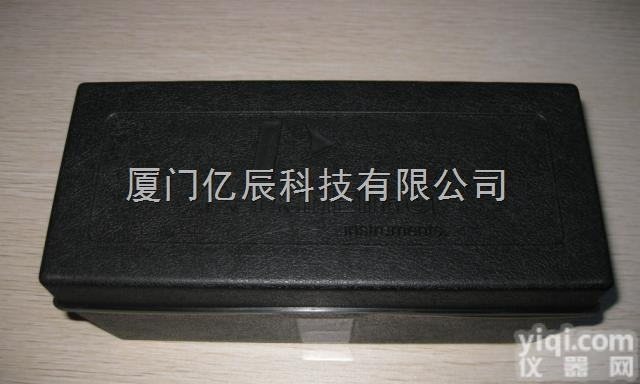 厦门亿辰科技有限公司
instruments.
yiqi.com
仪器网